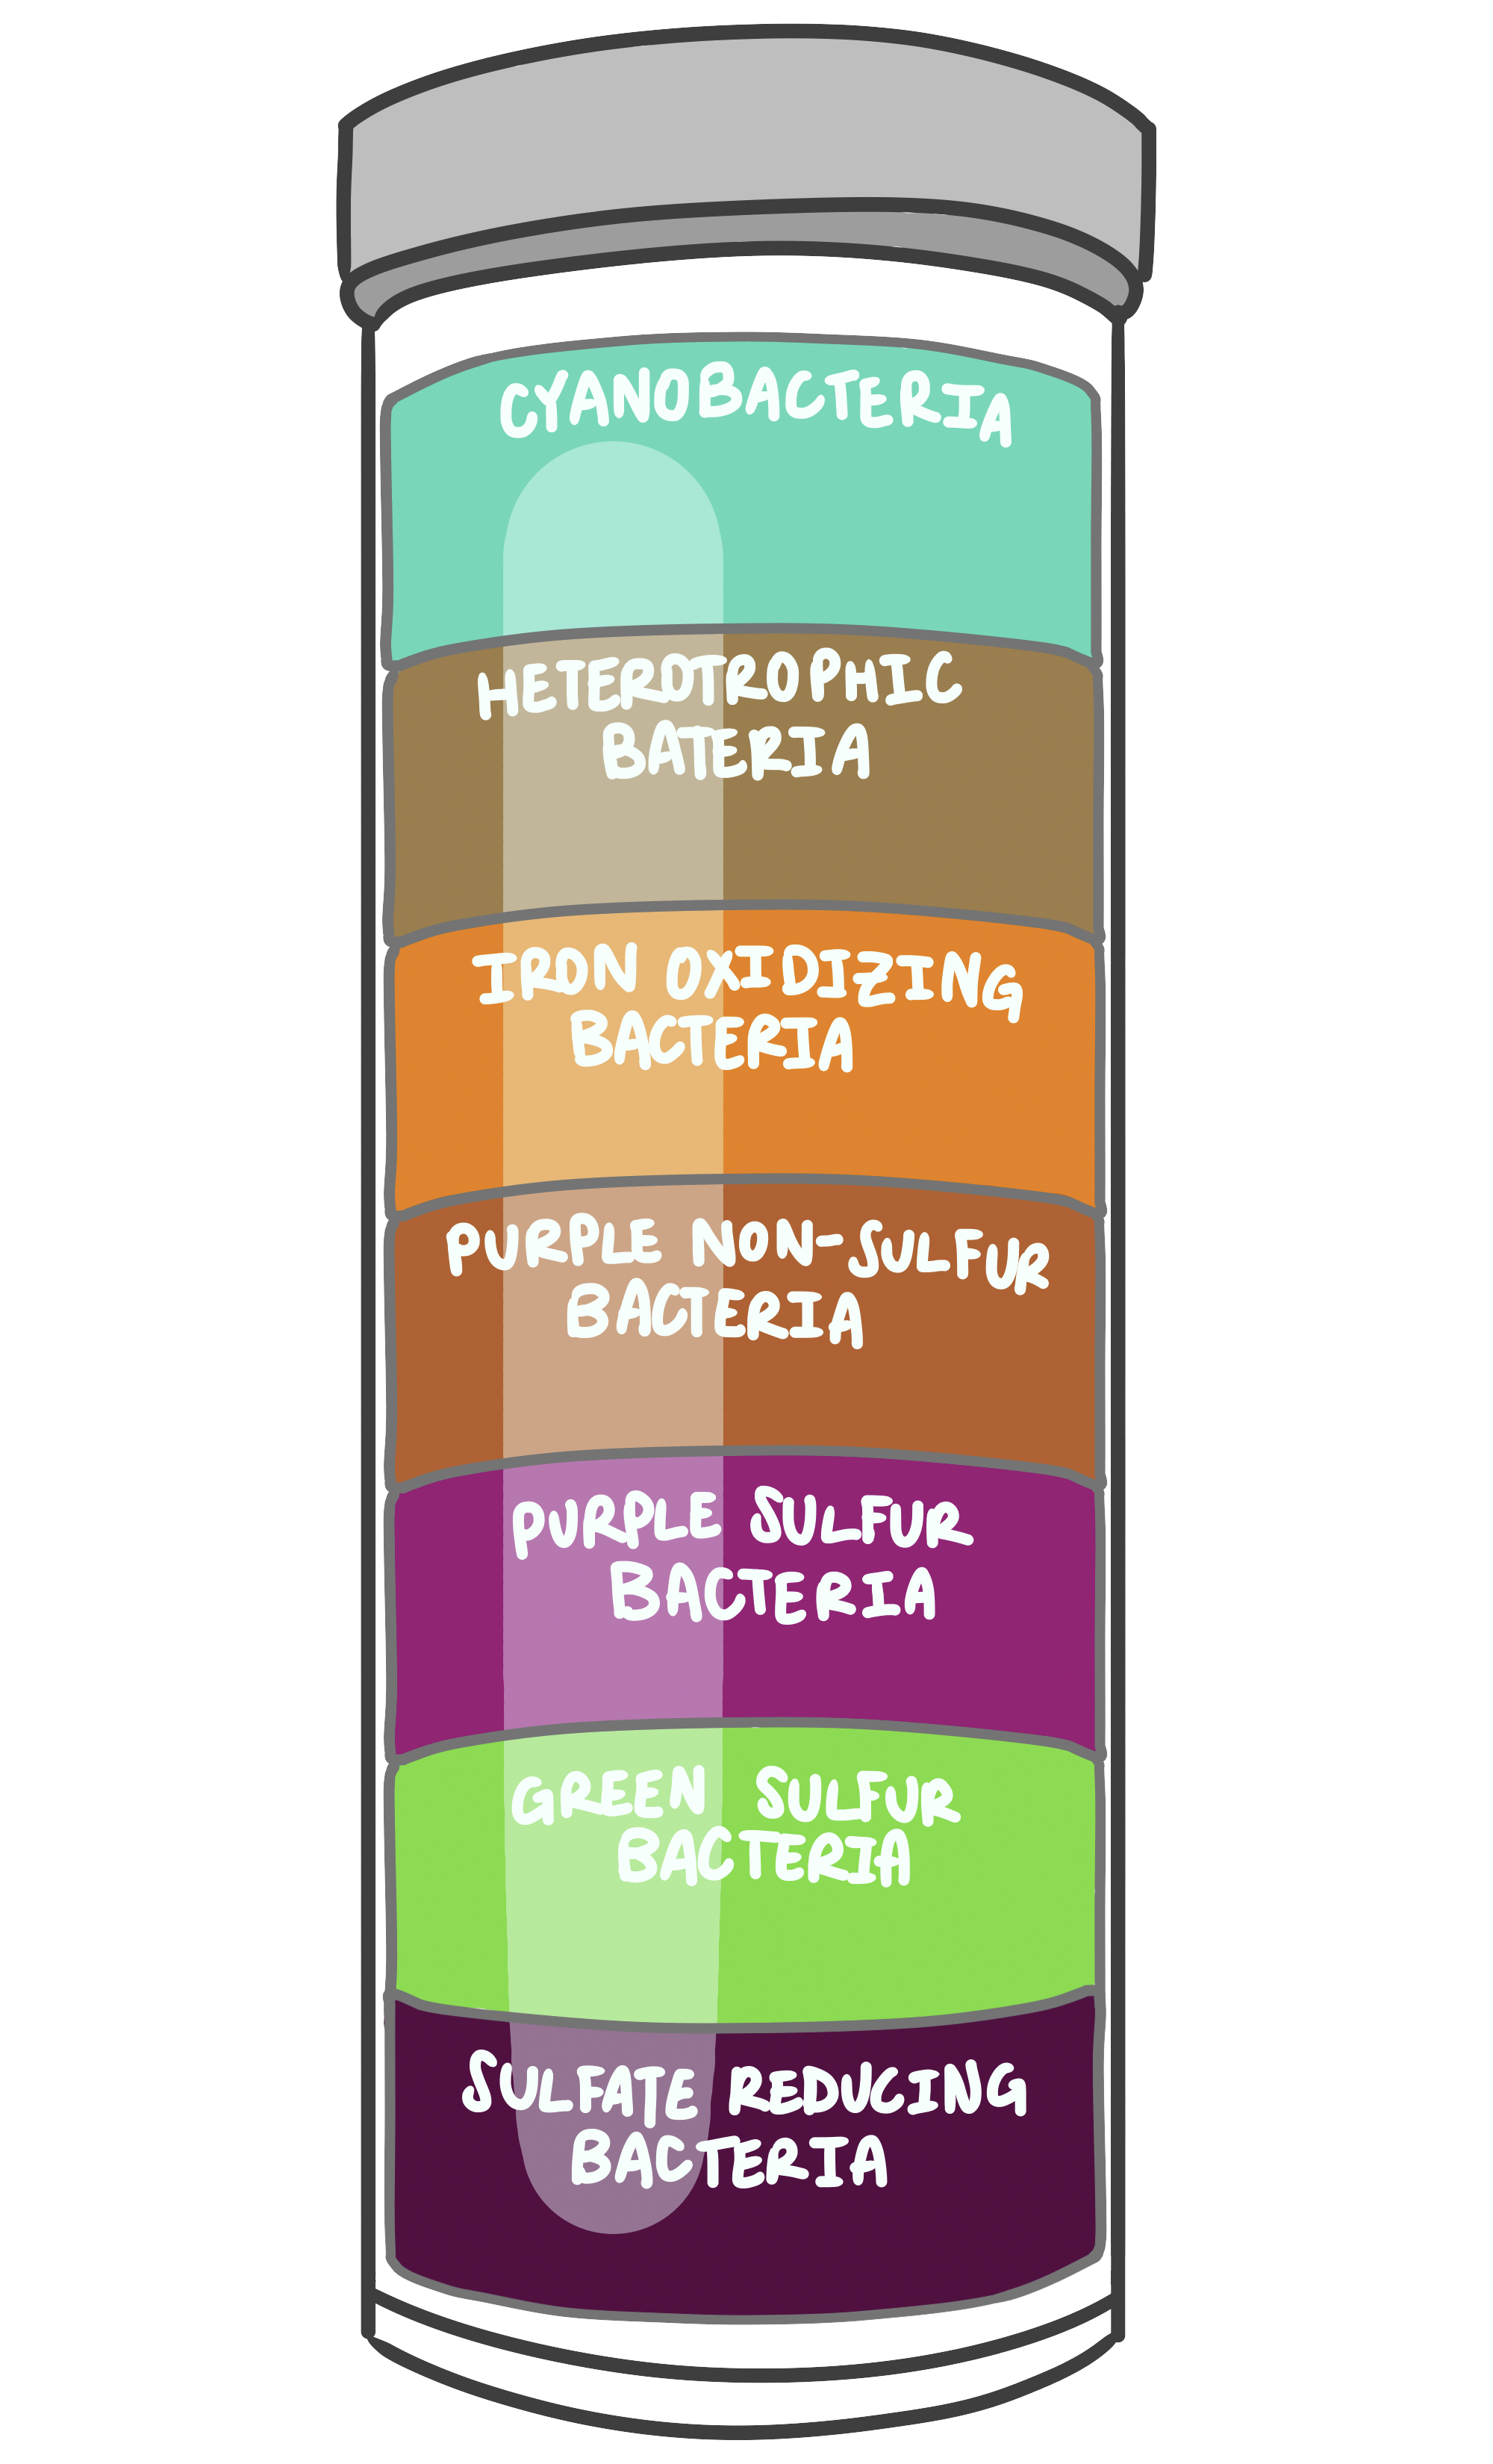 CYANOBACTERIA
HETEROTROPHIC
BATERIA
IRON OXIDIZING
BACTERIA
PURPLE NON-SULFUR
BACTERIA
PURPLE SULFUR
BACTERIA
GREEN SULFUR
BACTERIA
SULFATE REDUCING
BACTERIA